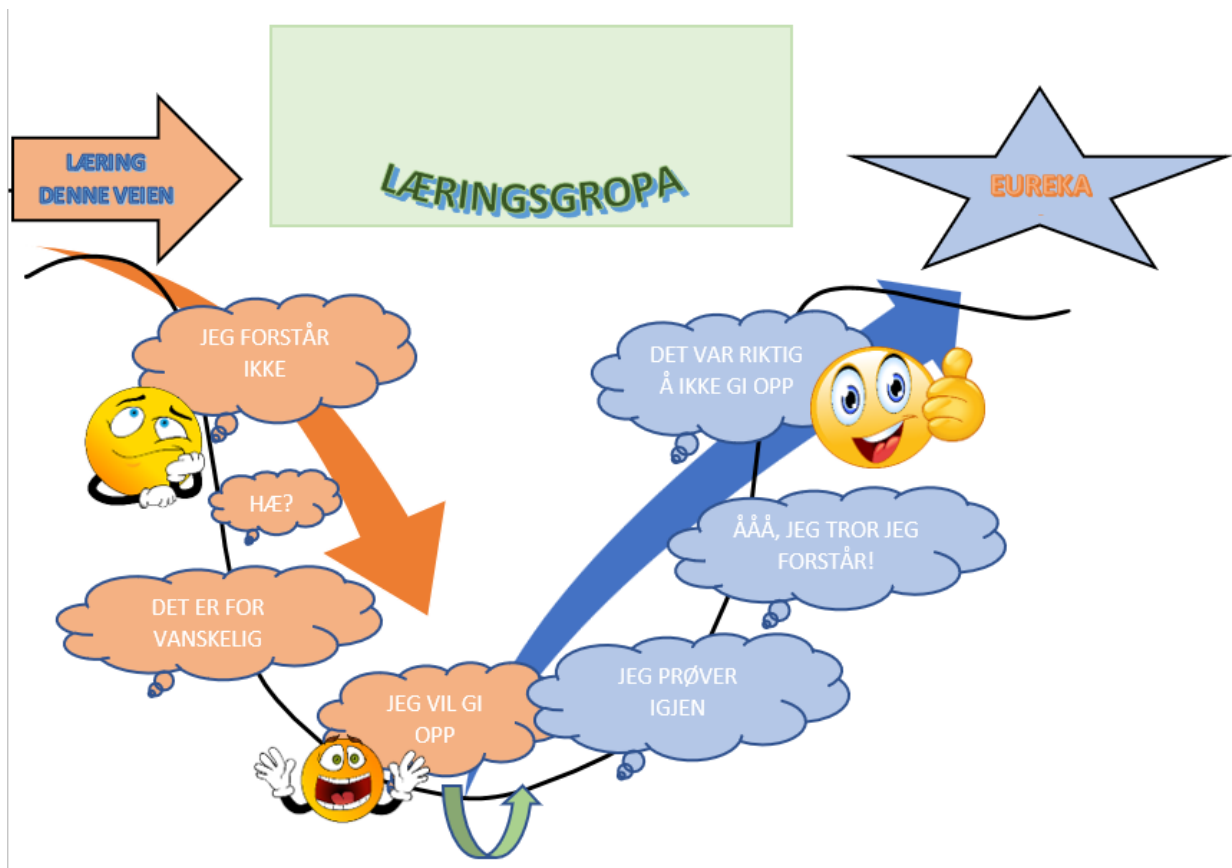 LÆRING
DENNE VEIEN
LÆRINGSGROPA
EUREKA
JEG FORSTÅR
IKKE
HÆ?
DET ER FOR
VANSKELIG
JEG VIL GI
OPP
JEG PRØVER
IGJEN
ÅÅÅ, JEG TROR JEG
FORSTÅR!
DET VAR RIKTIG
Å IKKE GI OPP